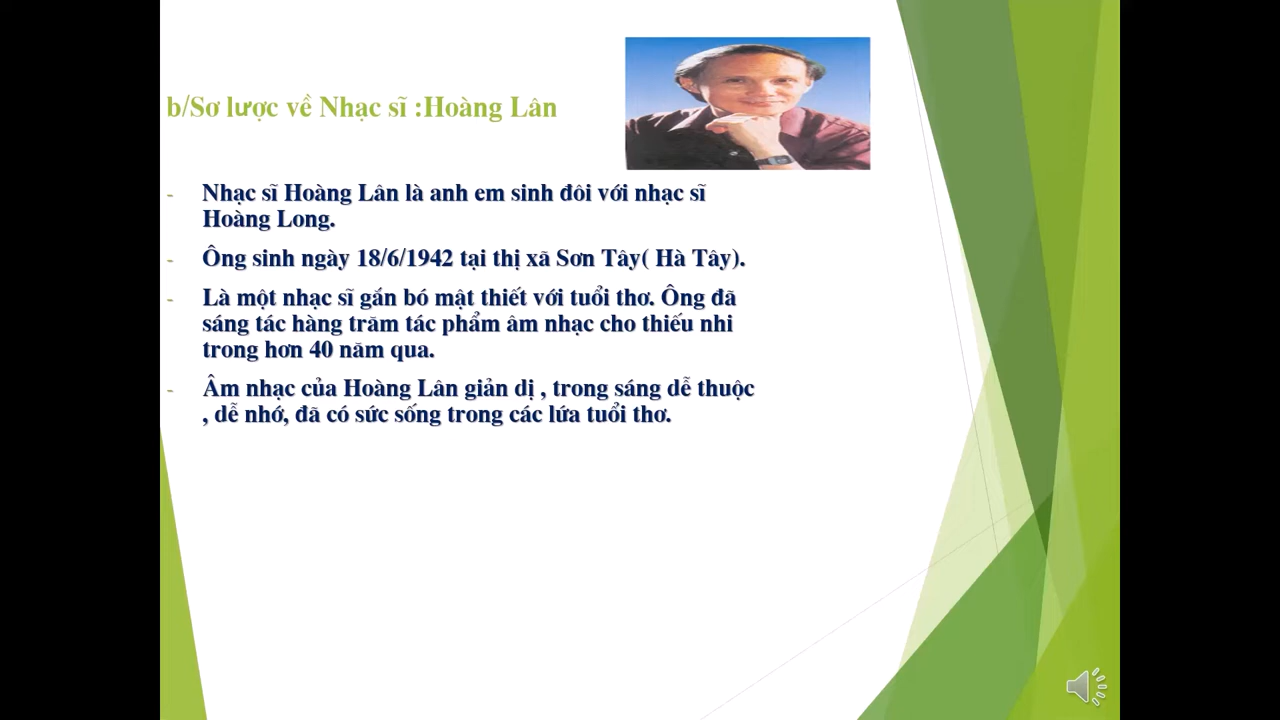 b/Sơ lược về Nhạc sĩ :Hoàng Lân
- Nhạc sĩ Hoàng Lân là anh em sinh đôi với nhạc sĩ
Hoàng Long.
- Ông sinh ngày 18/6/1942 tại thị xã Sơn Tây( Hà Tây).
- Là một nhạc sĩ gắn bó mật thiết với tuổi thơ. Ông đã
sáng tác hàng trăm tác phẩm âm nhạc cho thiếu nhi
trong hơn 40 năm qua.
- Âm nhạc của Hoàng Lân giản dị , trong sáng dễ thuộc
, dễ nhớ, đã có sức sống trong các lứa tuổi thơ.